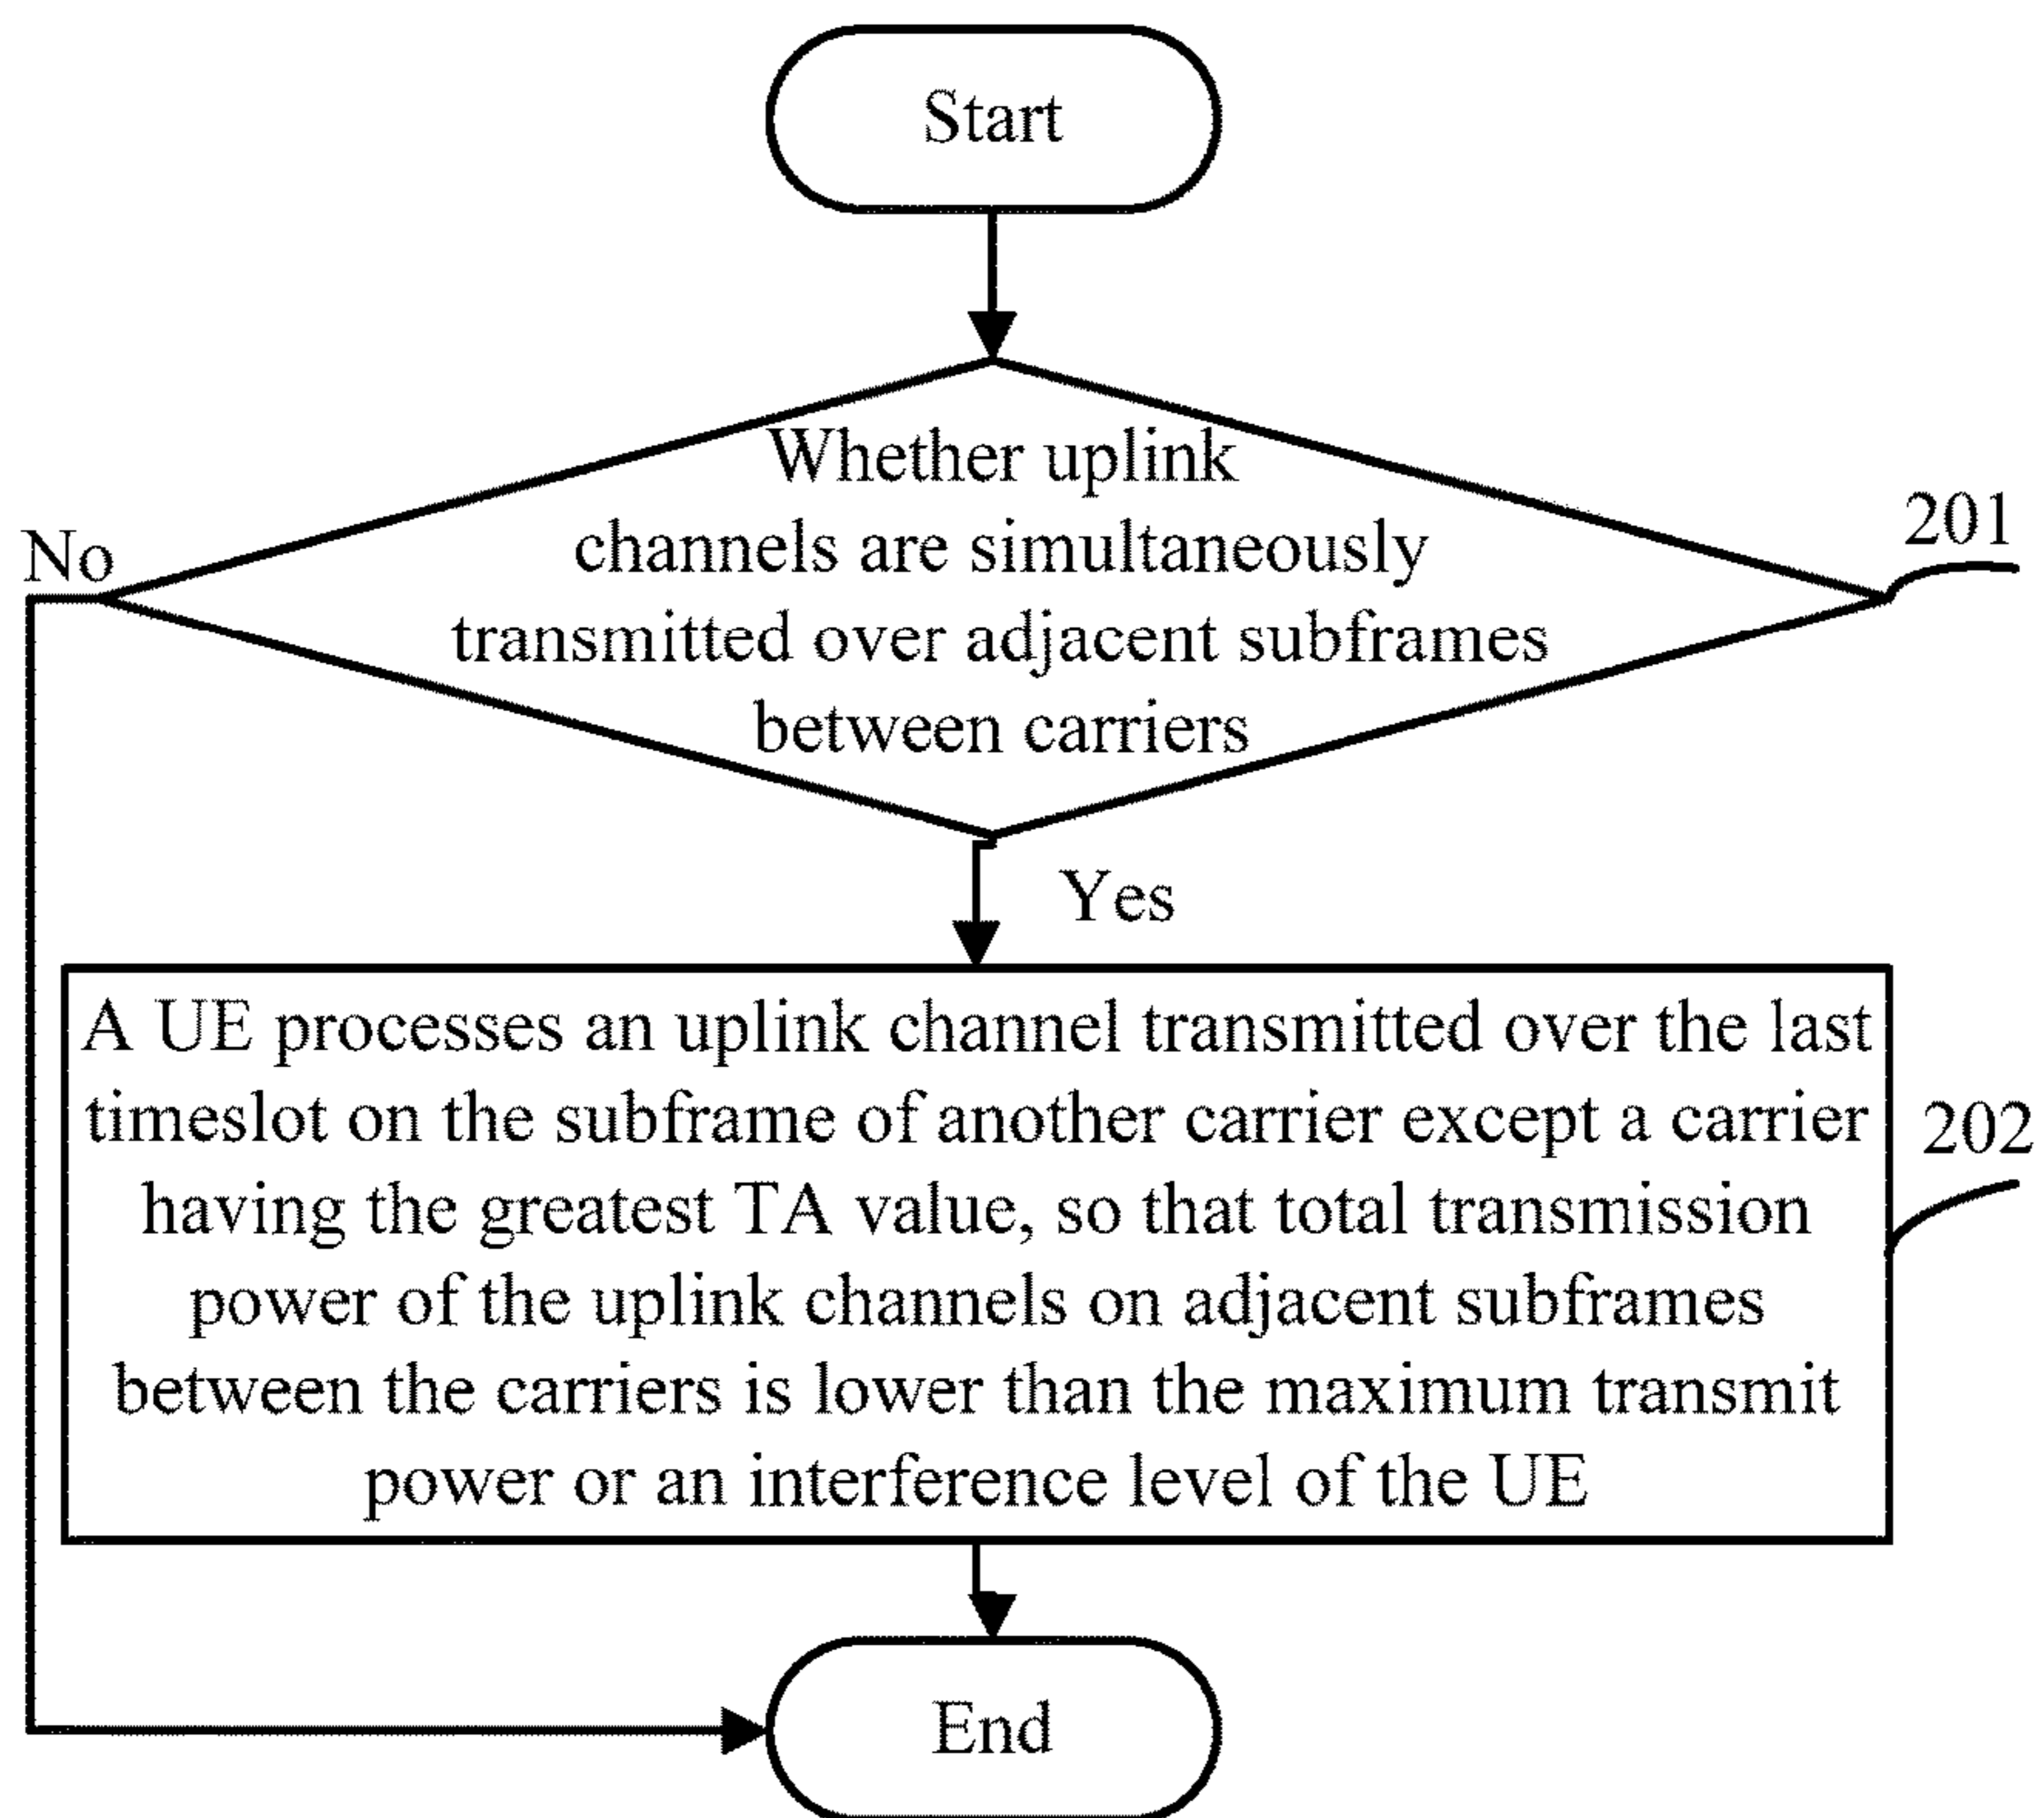 Start
Whether uplink
channels are simultaneously
transmitted over adjacent subframes
between carriers
No
201
Yes
A UE processes an uplink channel transmitted over the last
timeslot on the subframe of another carrier except a carrier
having the greatest TA value, so that total transmission
power of the uplink channels on adjacent subframes
between the carriers is lower than the maximum transmit
power or an interference level of the UE
202
End